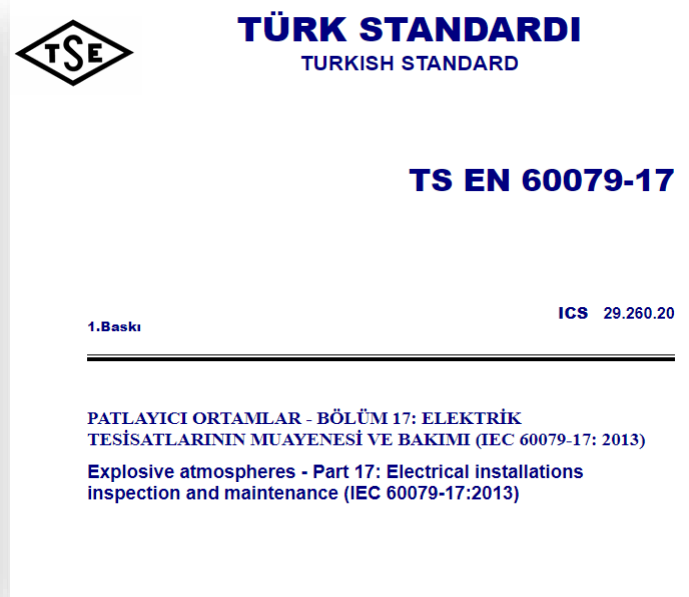 TSE
TÜRK STANDARDI
TURKISH STANDARD
TS EN 60079-17
ICS 29.260.20
1.Baskı
PATLAYICI ORTAMLAR - BÖLÜM 17: ELEKTRİK
TESİSATLARININ MUAYENESİ VE BAKIMI (IEC 60079-17: 2013)
Explosive atmospheres - Part 17: Electrical installations
inspection and maintenance (IEC 60079-17:2013)